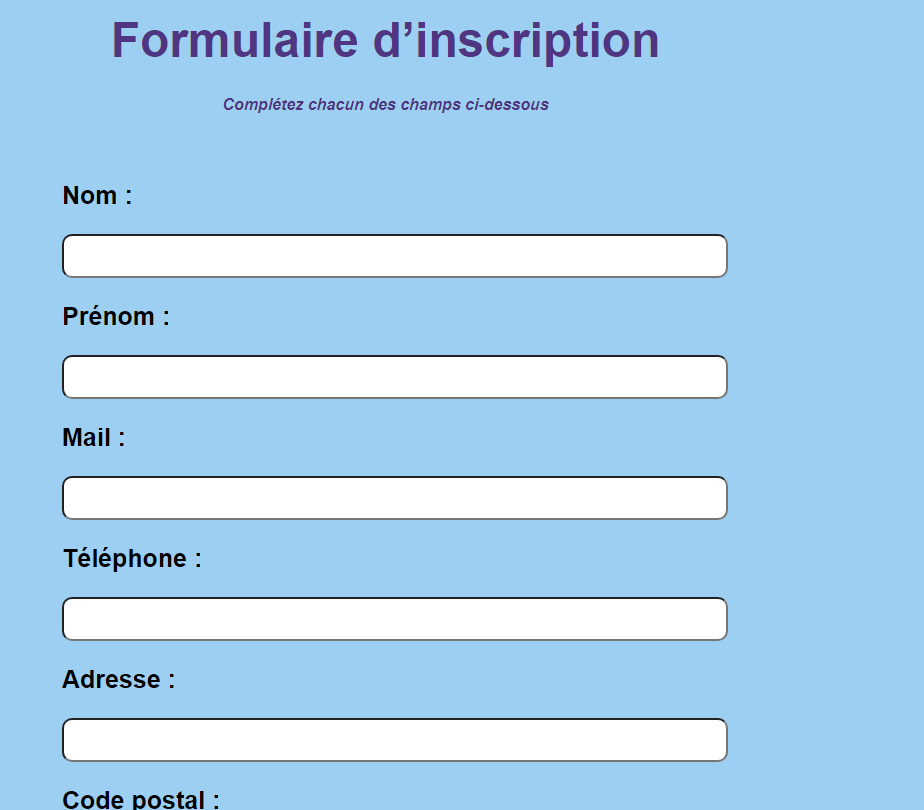 Formulaire d’inscription
Complétez chacun des champs ci-dessous
Nom :
Prénom :
Mail :
Téléphone :
Adresse :
Code postal :